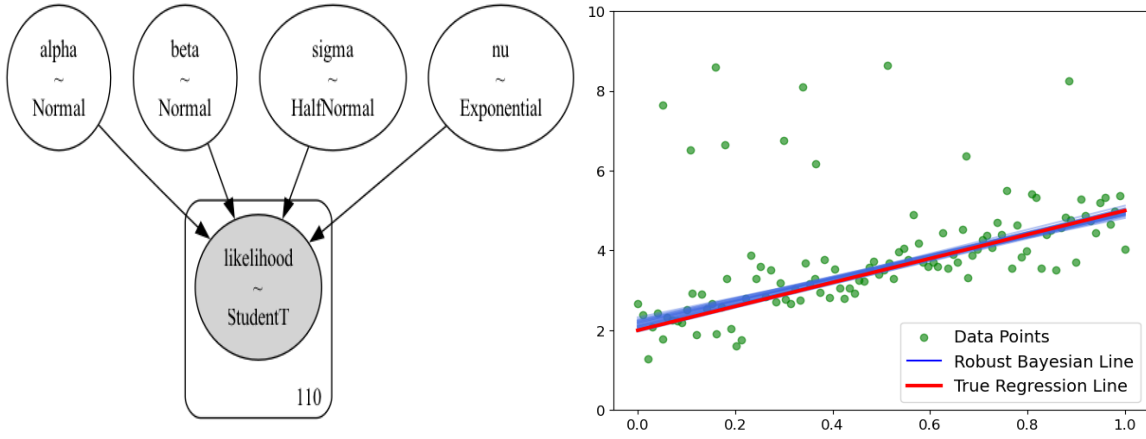 alpha
~
Normal
beta
~
Normal
sigma
~
HalfNormal
nu
~
Exponential
likelihood
~
StudentT
110
10
8
6
4
2
0
0.0 0.2 0.4 0.6 0.8 1.0
Data Points
Robust Bayesian Line
True Regression Line